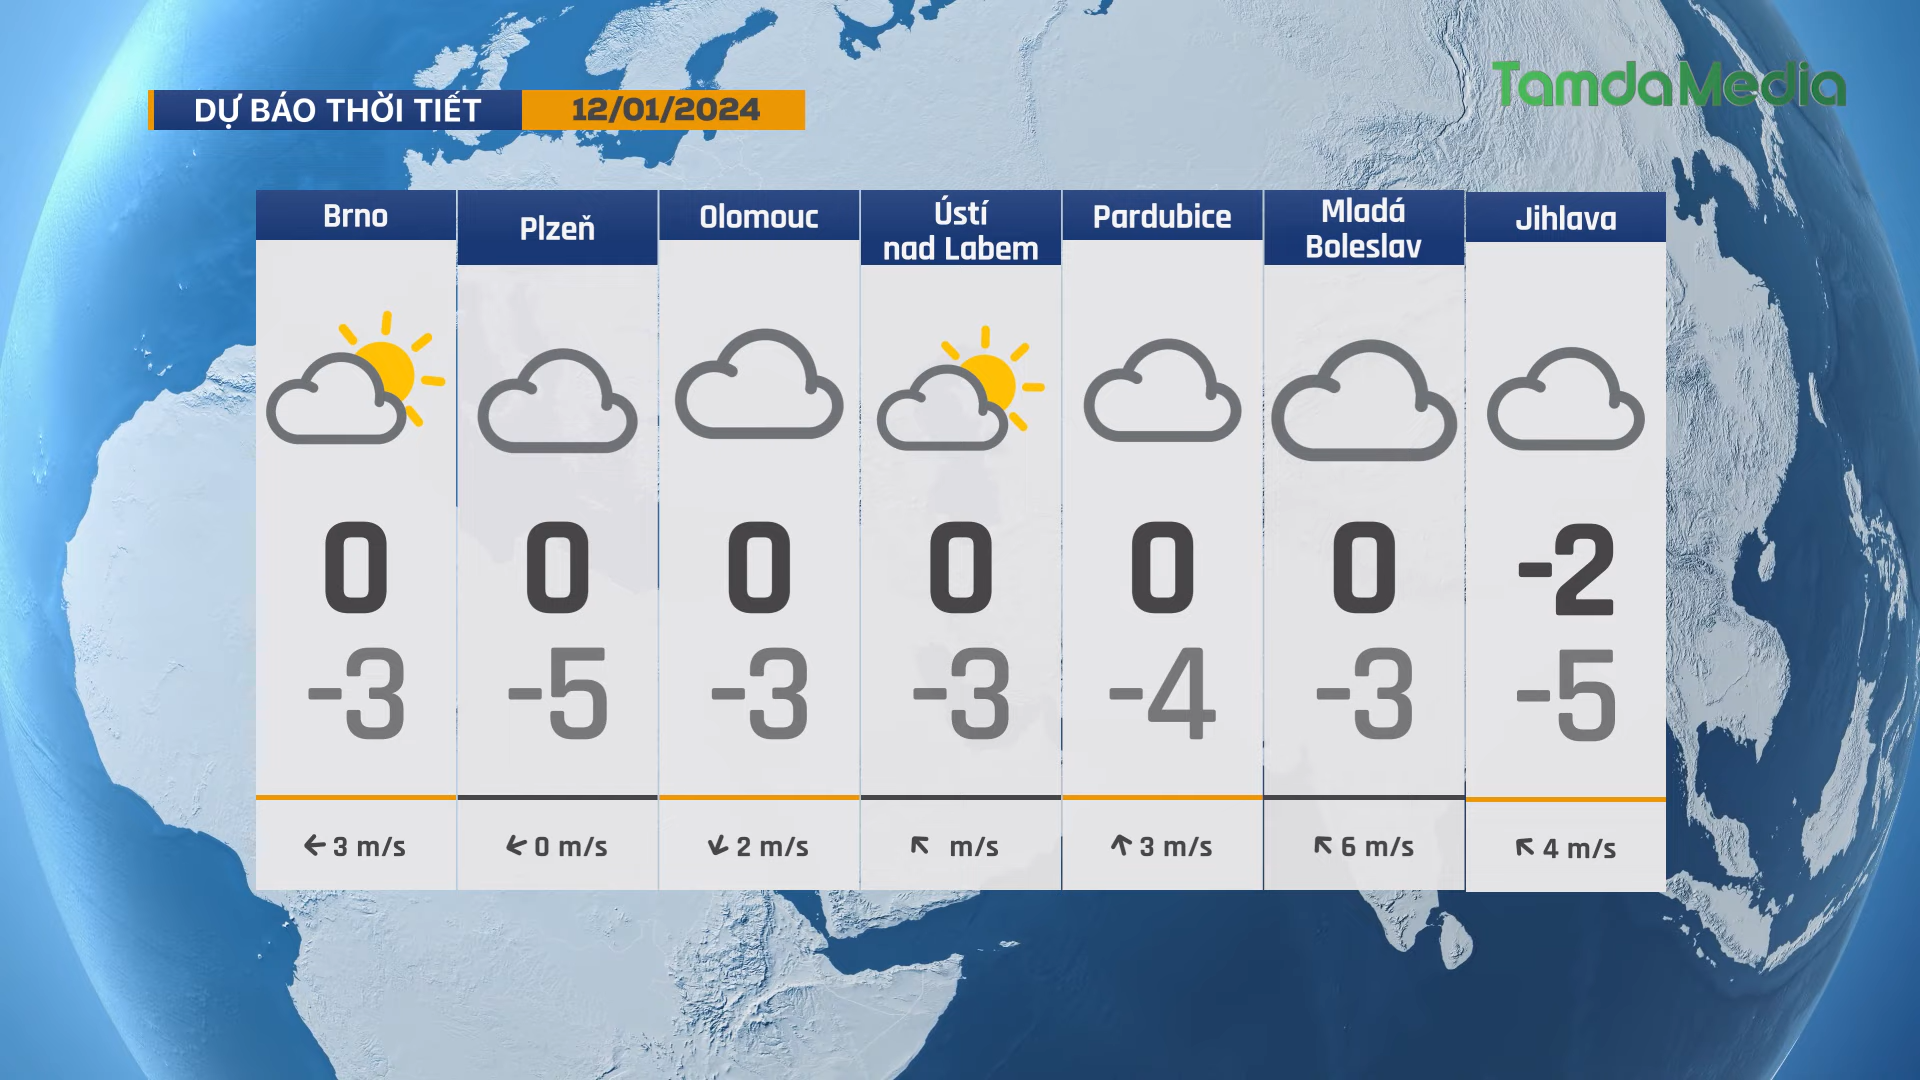 DỰ BÁO THỜI TIẾT 12/01/2024
TamdaMedia
Brno
Plzeň
Olomouc
Ústí
nad Labem
Pardubice
Mladá
Boleslav
Jihlava
0 0 0 0 0 0 -2
-3 -5 -3 -3 -4 -3 -5
3 m/s
0 m/s
2 m/s
m/s
3 m/s
6 m/s
4 m/s